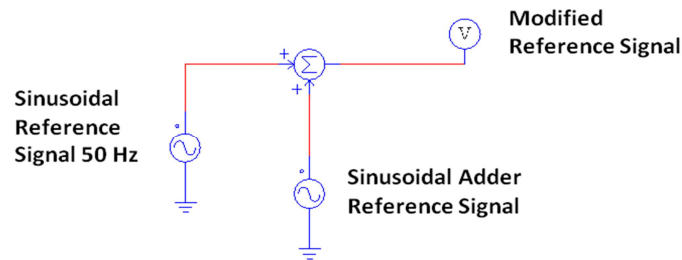 Modified
Reference Signal
V
+
Σ
+
Sinusoidal
Reference
Signal 50 Hz
Sinusoidal Adder
Reference Signal